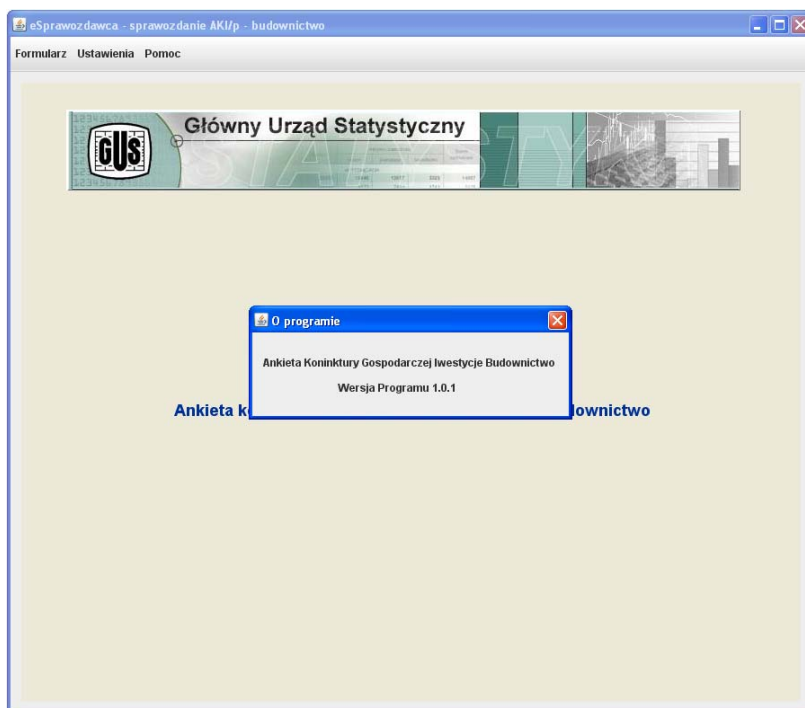 eSprawozdawca - sprawozdanie AKI/p - budownictwo
Formularz Ustawienia Pomoc
GUS
Główny Urząd Statystyczny
O programie
Ankieta Koninktury Gospodarczej Iwestycje Budownictwo
Wersja Programu 1.0.1
Ankieta k
downictwo